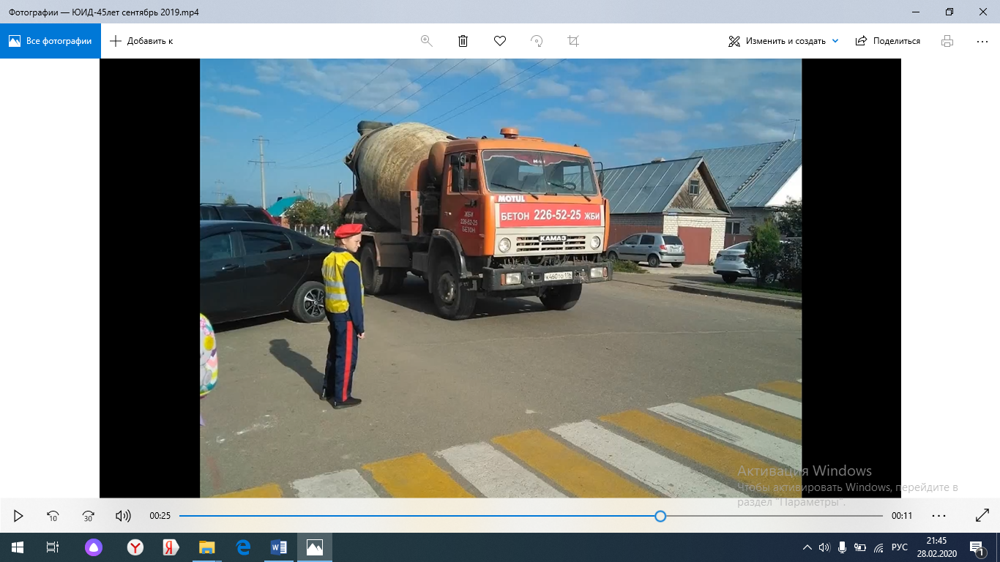 Фотографии — ЮИД-45лет сентябрь 2019.mp4
Все фотографии
Добавить к
Изменить и создать
Поделиться
MOTUL
БЕТОН 226-52-25 ЖБИ
ЖБИ
226-52-25
БЕТОН
КАМАЗ
Активация Windows
Чтобы активировать Windows, перейдите в
раздел "Параметры".
10
30
00:25
00:11
РУС
21:45
28.02.2020
1